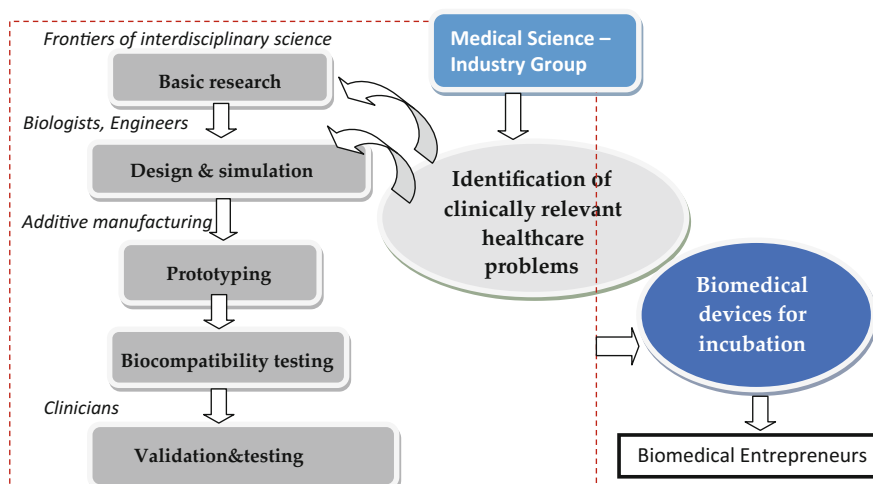 Frontiers of interdisciplinary science
Basic research
Biologists, Engineers
Design & simulation
Additive manufacturing
Prototyping
Biocompatibility testing
Clinicians
Validation&testing
Medical Science –
Industry Group
Identification of
clinically relevant
healthcare
problems
Biomedical
devices for
incubation
Biomedical Entrepreneurs